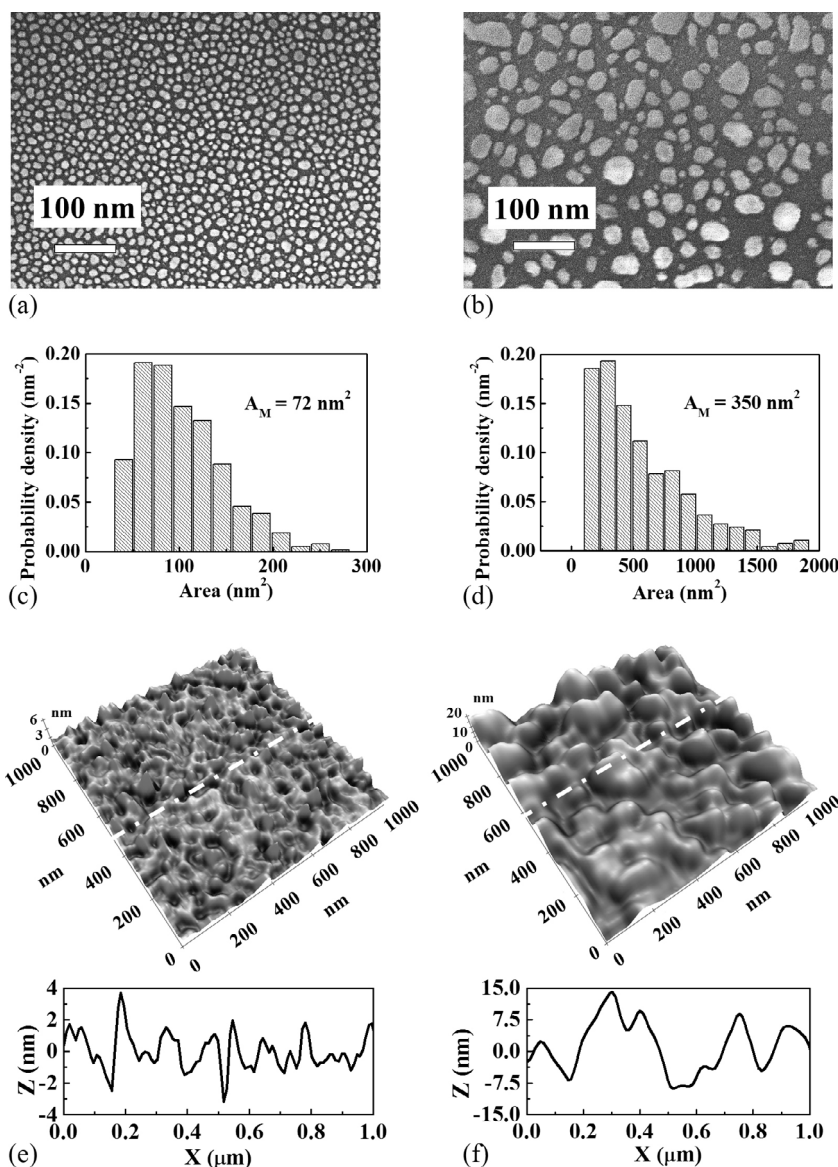 100 nm
100 nm
(a)
(b)
0.20
0.15
0.10
0.05
0.00
Probability density (nm⁻²)
A_M = 72 nm²
0
100
200
300
Area (nm²)
(c)
0.20
0.15
0.10
0.05
0.00
Probability density (nm⁻²)
A_M = 350 nm²
0
500
1000
1500
2000
Area (nm²)
(d)
6
nm
3
0
1000
800
600
400
200
0
nm
0
200
400
600
800
1000
nm
nm
20
10
0
1000
800
600
400
200
0
nm
0
200
400
600
800
1000
nm
4
2
0
-2
-4
Z (nm)
0.0
0.2
0.4
0.6
0.8
1.0
X (μm)
(e)
15.0
7.5
0.0
-7.5
-15.0
Z (nm)
0.0
0.2
0.4
0.6
0.8
1.0
X (μm)
(f)